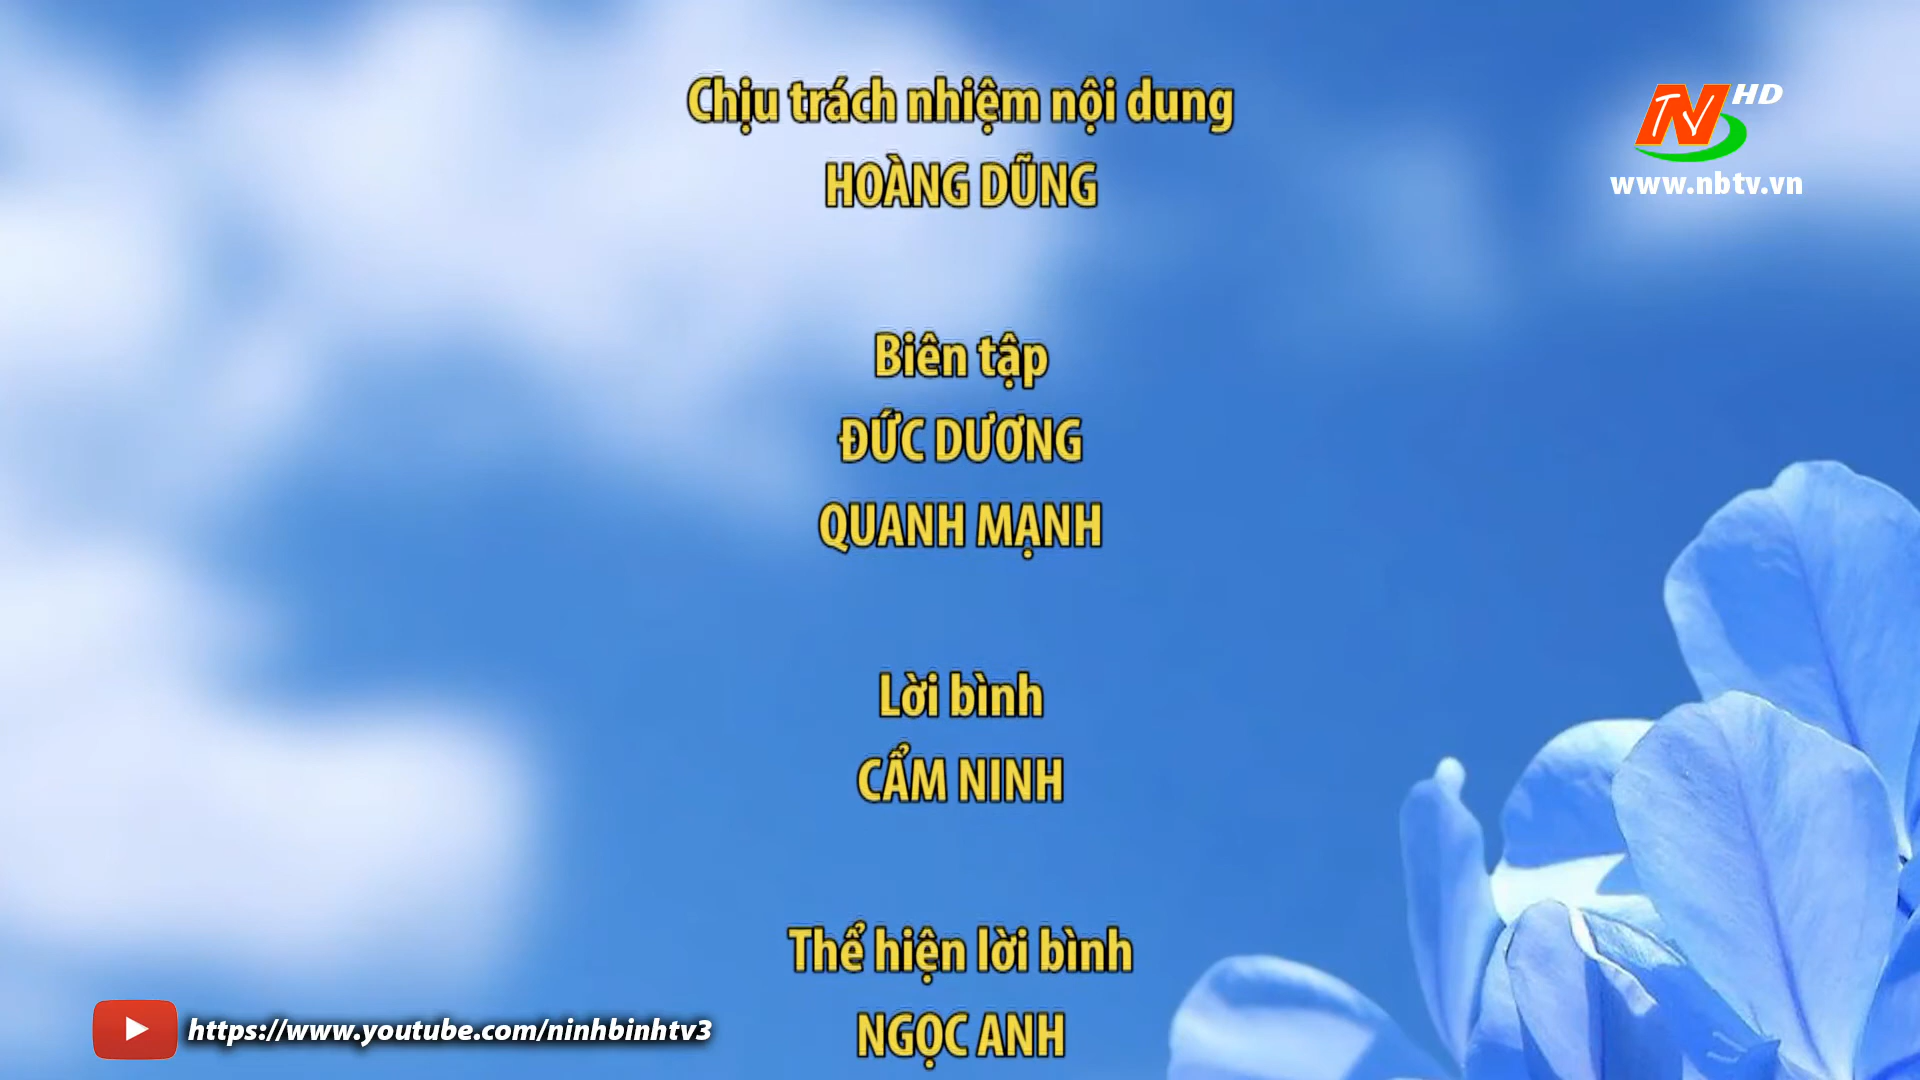 Chịu trách nhiệm nội dung
HOÀNG DŨNG
Biên tập
ĐỨC DƯƠNG
QUANH MẠNH
Lời bình
CẨM NINH
Thể hiện lời bình
NGỌC ANH
NTV HD
www.nbtv.vn
https://www.youtube.com/ninhbinhtv3